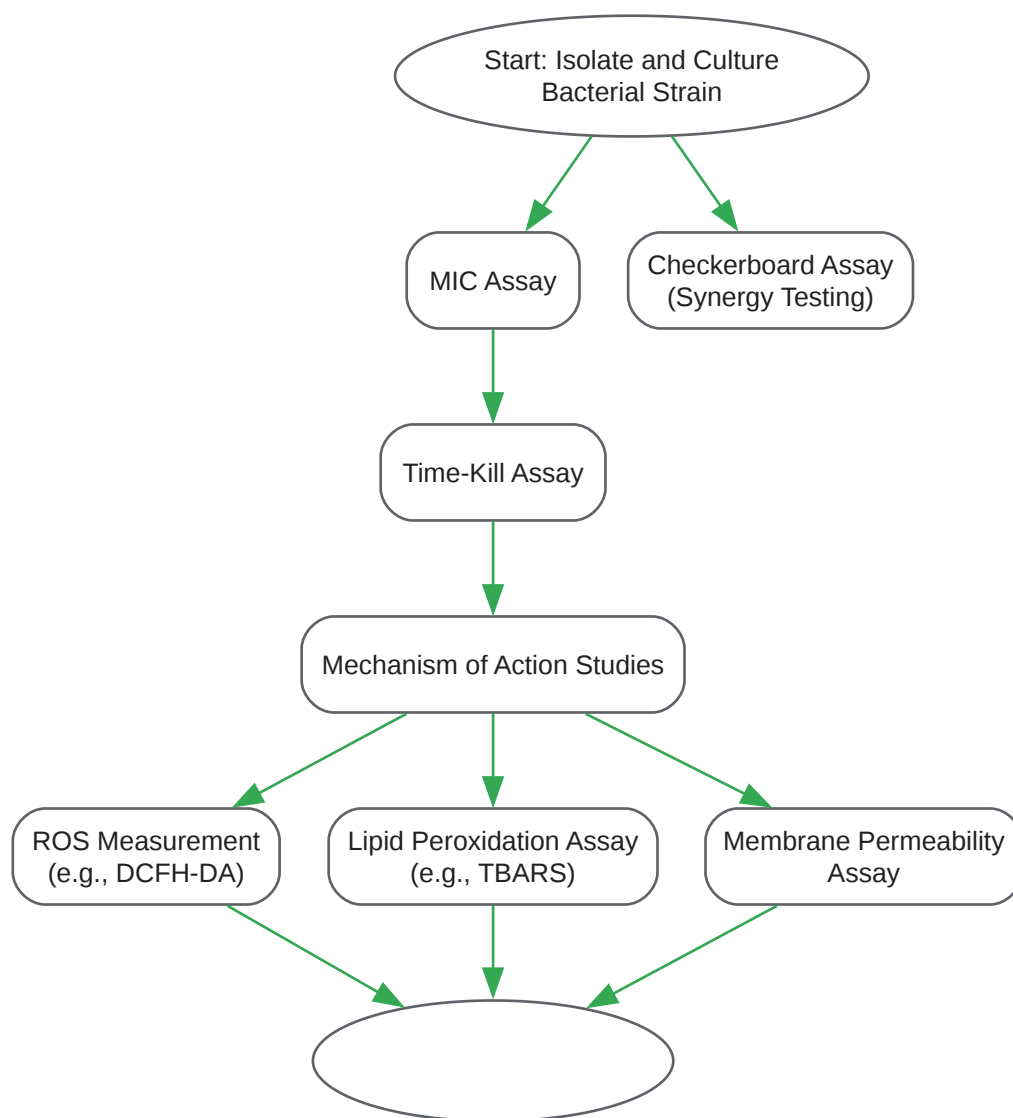 Start: Isolate and Culture
Bacterial Strain
MIC Assay
Checkerboard Assay
(Synergy Testing)
Time-Kill Assay
Mechanism of Action Studies
ROS Measurement
(e.g., DCFH-DA)
Lipid Peroxidation Assay
(e.g., TBARS)
Membrane Permeability
Assay